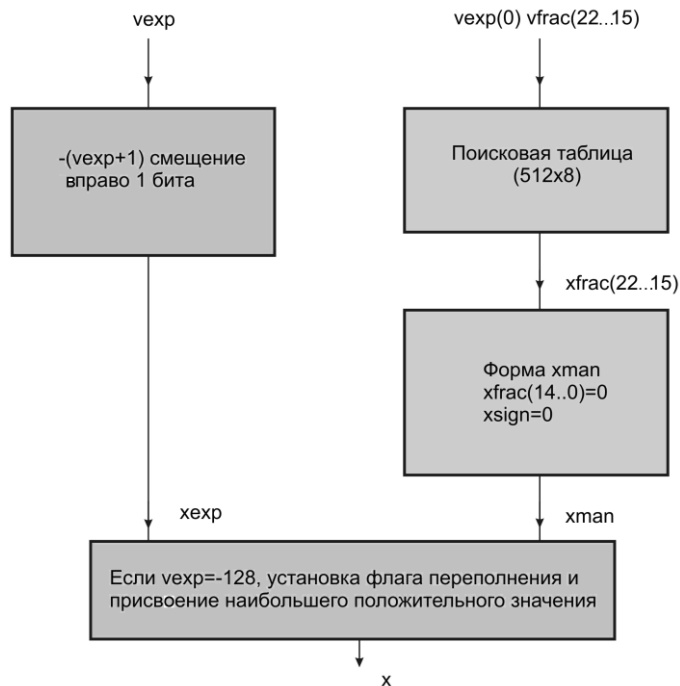 vexp
vexp(0) vfrac(22...15)
-(vexp+1) смещение
вправо 1 бита
Поисковая таблица
(512x8)
xfrac(22...15)
Форма xman
xfrac(14..0)=0
xsign=0
xexp
xman
Если vexp=-128, установка флага переполнения и
присвоение наибольшего положительного значения
x